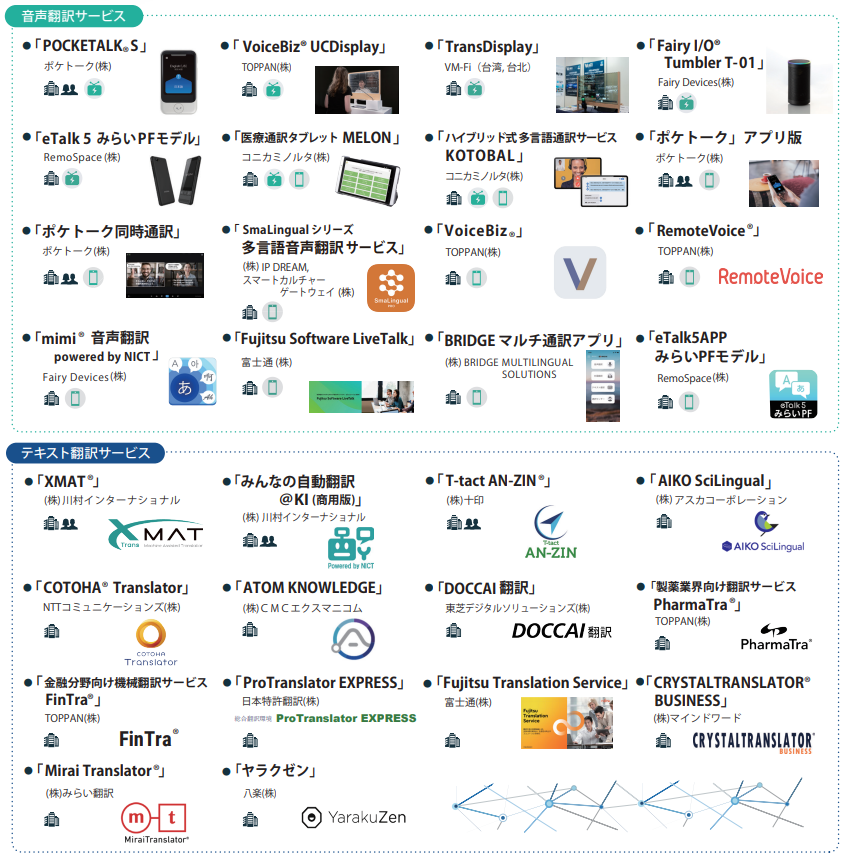 音声翻訳サービス
●「POCKETALK® S」
ポケトーク(株)
●「VoiceBiz® UCDisplay」
TOPPAN(株)
●「TransDisplay」
VM-Fi（台湾, 台北）
●「Fairy I/O®
Tumbler T-01」
Fairy Devices(株)
●「eTalk 5 みらいPFモデル」
RemoSpace (株)
●「医療通訳タブレット MELON」
コニカミノルタ(株)
●「ハイブリッド式多言語通訳サービス
KOTOBAL」
コニカミノルタ(株)
●「ポケトーク」アプリ版
ポケトーク(株)
●「ポケトーク同時通訳」
ポケトーク(株)
●「SmaLingual シリーズ
多言語音声翻訳サービス」
(株) IP DREAM,
スマートカルチャー
ゲートウェイ (株)
SmaLingual
●「VoiceBiz®」
TOPPAN(株)
●「RemoteVoice®」
TOPPAN(株)
RemoteVoice
●「mimi® 音声翻訳
powered by NICT」
Fairy Devices (株)
A あ
●「Fujitsu Software LiveTalk」
富士通 (株)
Fujitsu Software LiveTalk
●「BRIDGE マルチ通訳アプリ」
(株) BRIDGE MULTILINGUAL
SOLUTIONS
●「eTalk5APP
みらいPFモデル」
RemoSpace(株)
A あ
eTalk 5
みらいPF
テキスト翻訳サービス
●「XMAT®」
(株)川村インターナショナル
XMAT
Trans
●「みんなの自動翻訳
@KI (商用版)」
(株) 川村インターナショナル
Powered by NICT
●「T-tact AN-ZIN®」
(株)十印
T-tact
AN-ZIN
●「AIKO SciLingual」
(株) アスカコーポレーション
AIKO SciLingual
●「COTOHA® Translator」
NTTコミュニケーションズ(株)
COTOHA
Translator
●「ATOM KNOWLEDGE」
(株)ＣＭＣエクスマニコム
●「DOCCAI 翻訳」
東芝デジタルソリューションズ(株)
DOCCAI 翻訳
●「製薬業界向け翻訳サービス
PharmaTra®」
TOPPAN(株)
PharmaTra®
●「金融分野向け機械翻訳サービス
FinTra®」
TOPPAN(株)
FinTra®
●「ProTranslator EXPRESS」
日本特許翻訳(株)
総合翻訳環境 ProTranslator EXPRESS
●「Fujitsu Translation Service」
富士通(株)
Fujitsu
Translation
Service
●「CRYSTALTRANSLATOR®
BUSINESS」
(株)マインドワード
CRYSTALTRANSLATOR®
BUSINESS
●「Mirai Translator®」
(株)みらい翻訳
m t
MiraiTranslator®
●「ヤラクゼン」
八楽(株)
YarakuZen